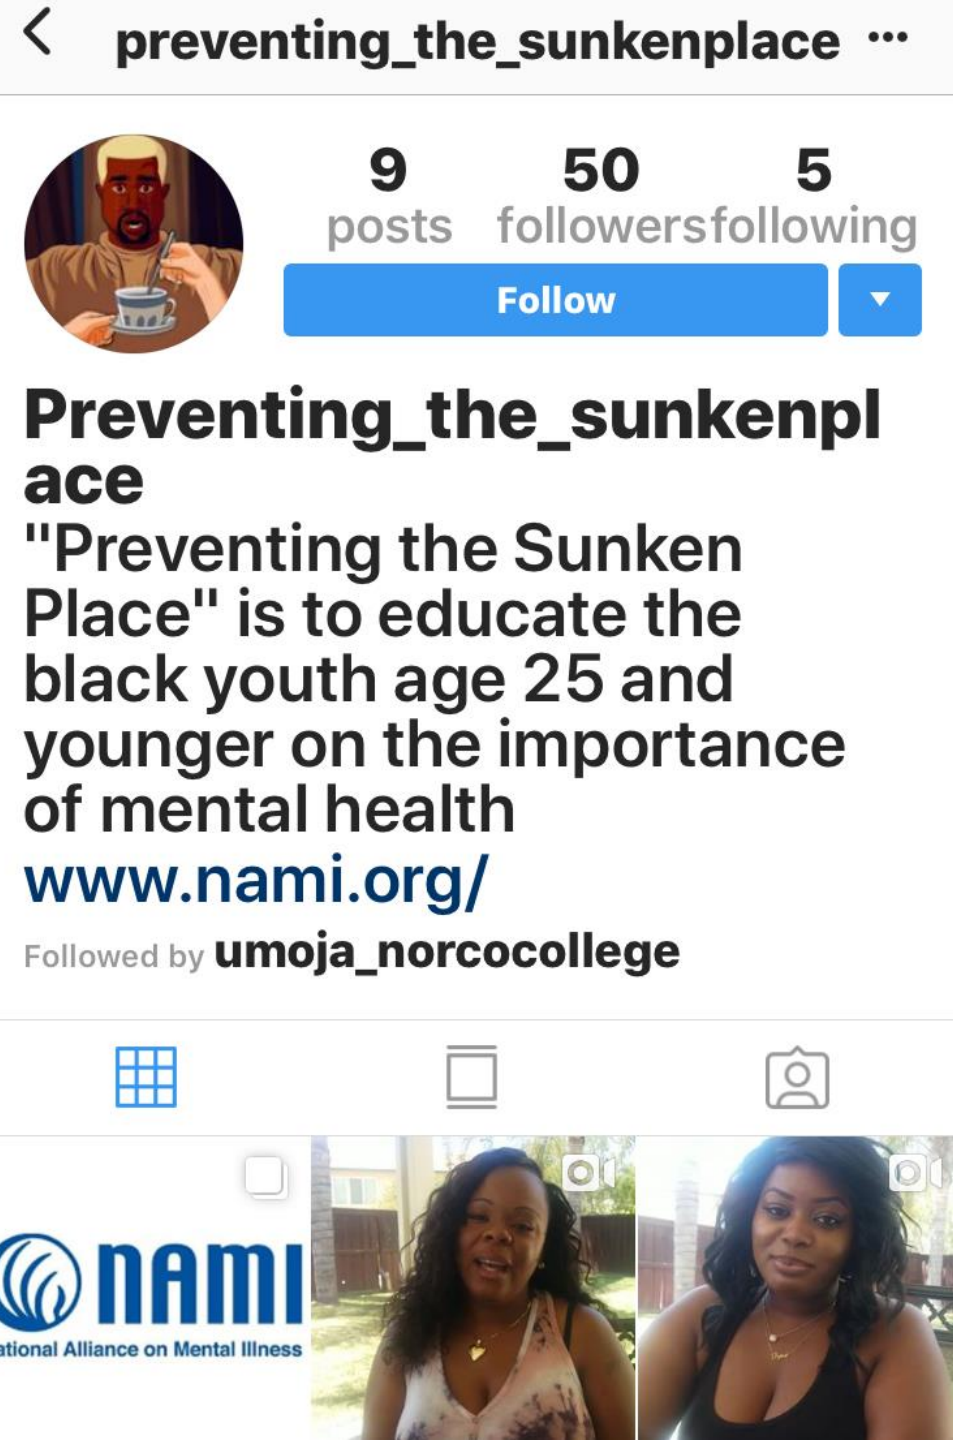 preventing_the_sunkenplace
9 50 5
posts followers following
Follow
Preventing_the_sunkenpl
ace
"Preventing the Sunken
Place" is to educate the
black youth age 25 and
younger on the importance
of mental health
www.nami.org/
Followed by umoja_norcocollege
nAmI
ational Alliance on Mental Illness